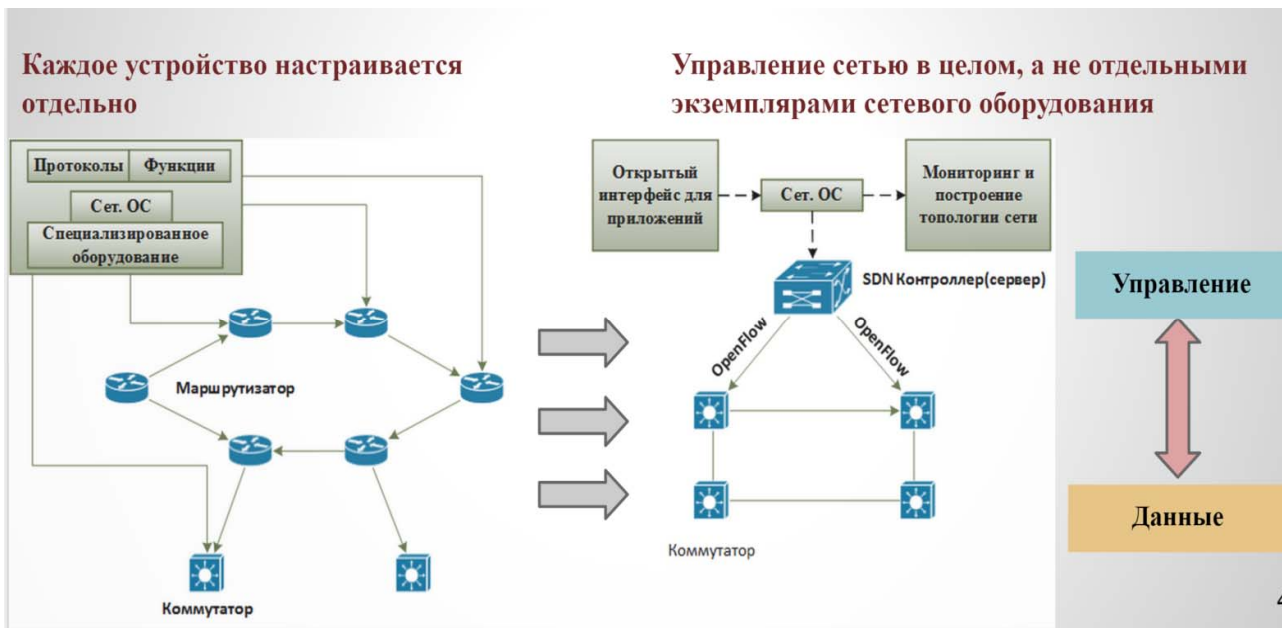 Каждое устройство настраивается
отдельно
Управление сетью в целом, а не отдельными
экземплярами сетевого оборудования
Протоколы
Функции
Сет. ОС
Специализированное
оборудование
Маршрутизатор
Коммутатор
Открытый
интерфейс для
приложений
Сет. ОС
Мониторинг и
построение
топологии сети
SDN Контроллер(сервер)
OpenFlow
OpenFlow
Коммутатор
Управление
Данные
4